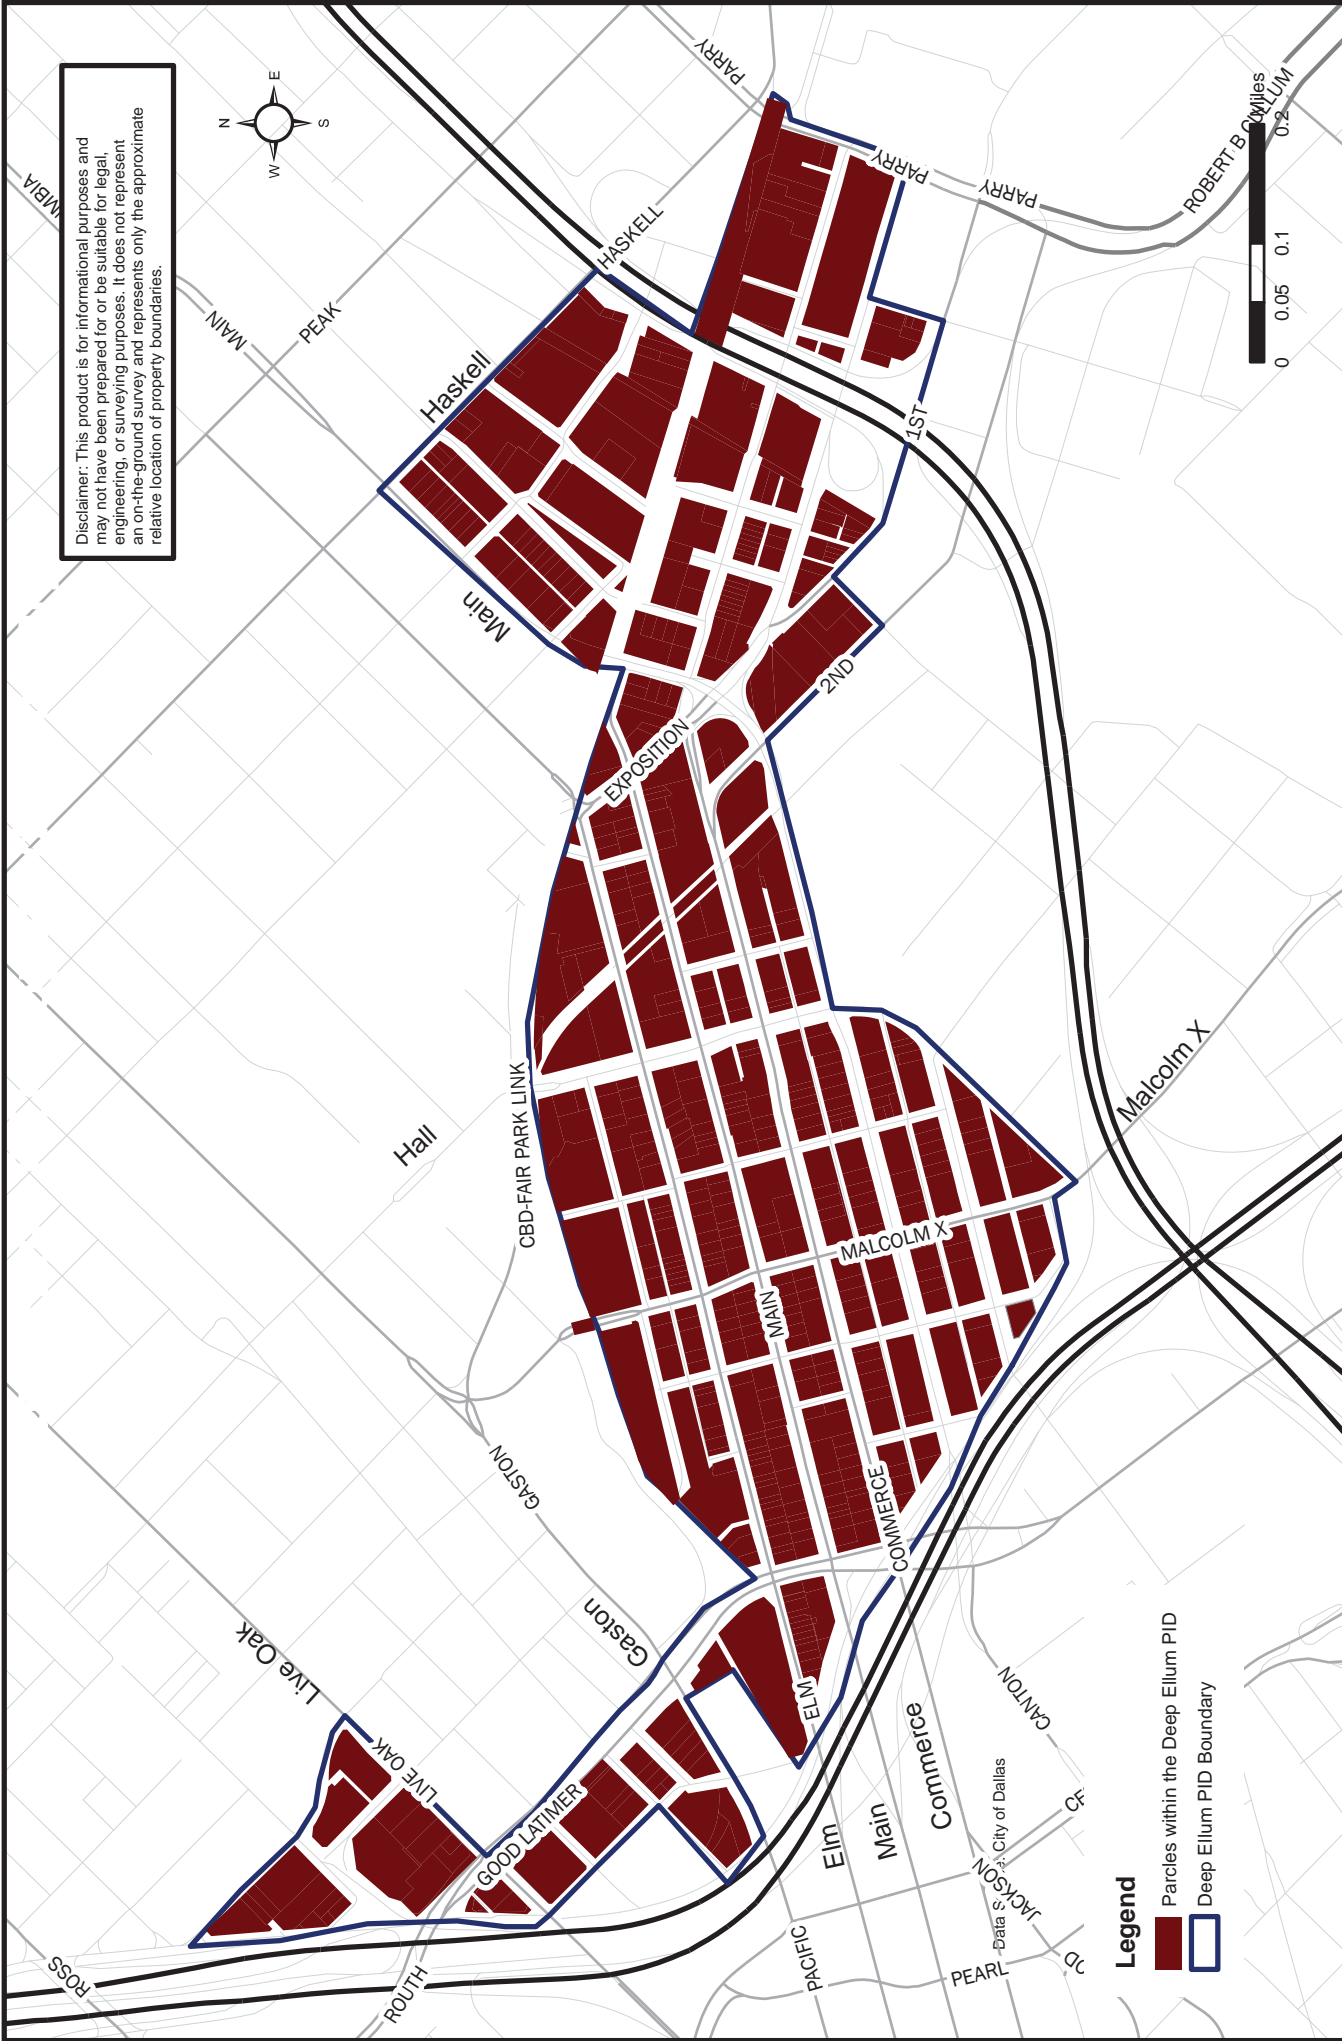 Disclaimer: This product is for informational purposes and
may not have been prepared for or be suitable for legal,
engineering, or surveying purposes. It does not represent
an on-the-ground survey and represents only the approximate
relative location of property boundaries.
N
E
S
W
MAIN
PEAK
HASKELL
PARRY
PARRY
PARRY
ROBERT B CULLUM
Miles
0
0.05
0.1
0.2
Haskell
Main
1ST
2ND
EXPOSITION
CBD-FAIR PARK LINK
Hall
Malcolm X
MALCOLM X
MAIN
GASTON
Gaston
COMMERCE
ELM
Live Oak
LIVE OAK
GOOD LATIMER
ROSS
ROUTH
PACIFIC
PEARL
JACKSON
CANTON
Elm
Main
Commerce
City of Dallas
Legend
Parcles within the Deep Ellum PID
Deep Ellum PID Boundary